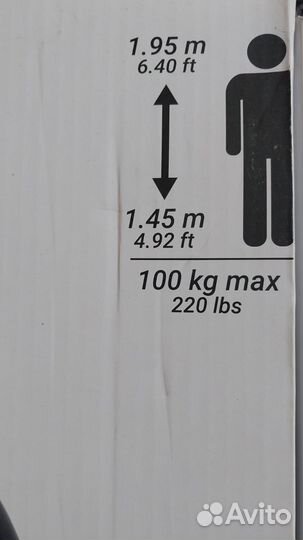 1.95 m
6.40 ft
1.45 m
4.92 ft
100 kg max
220 lbs
Avito